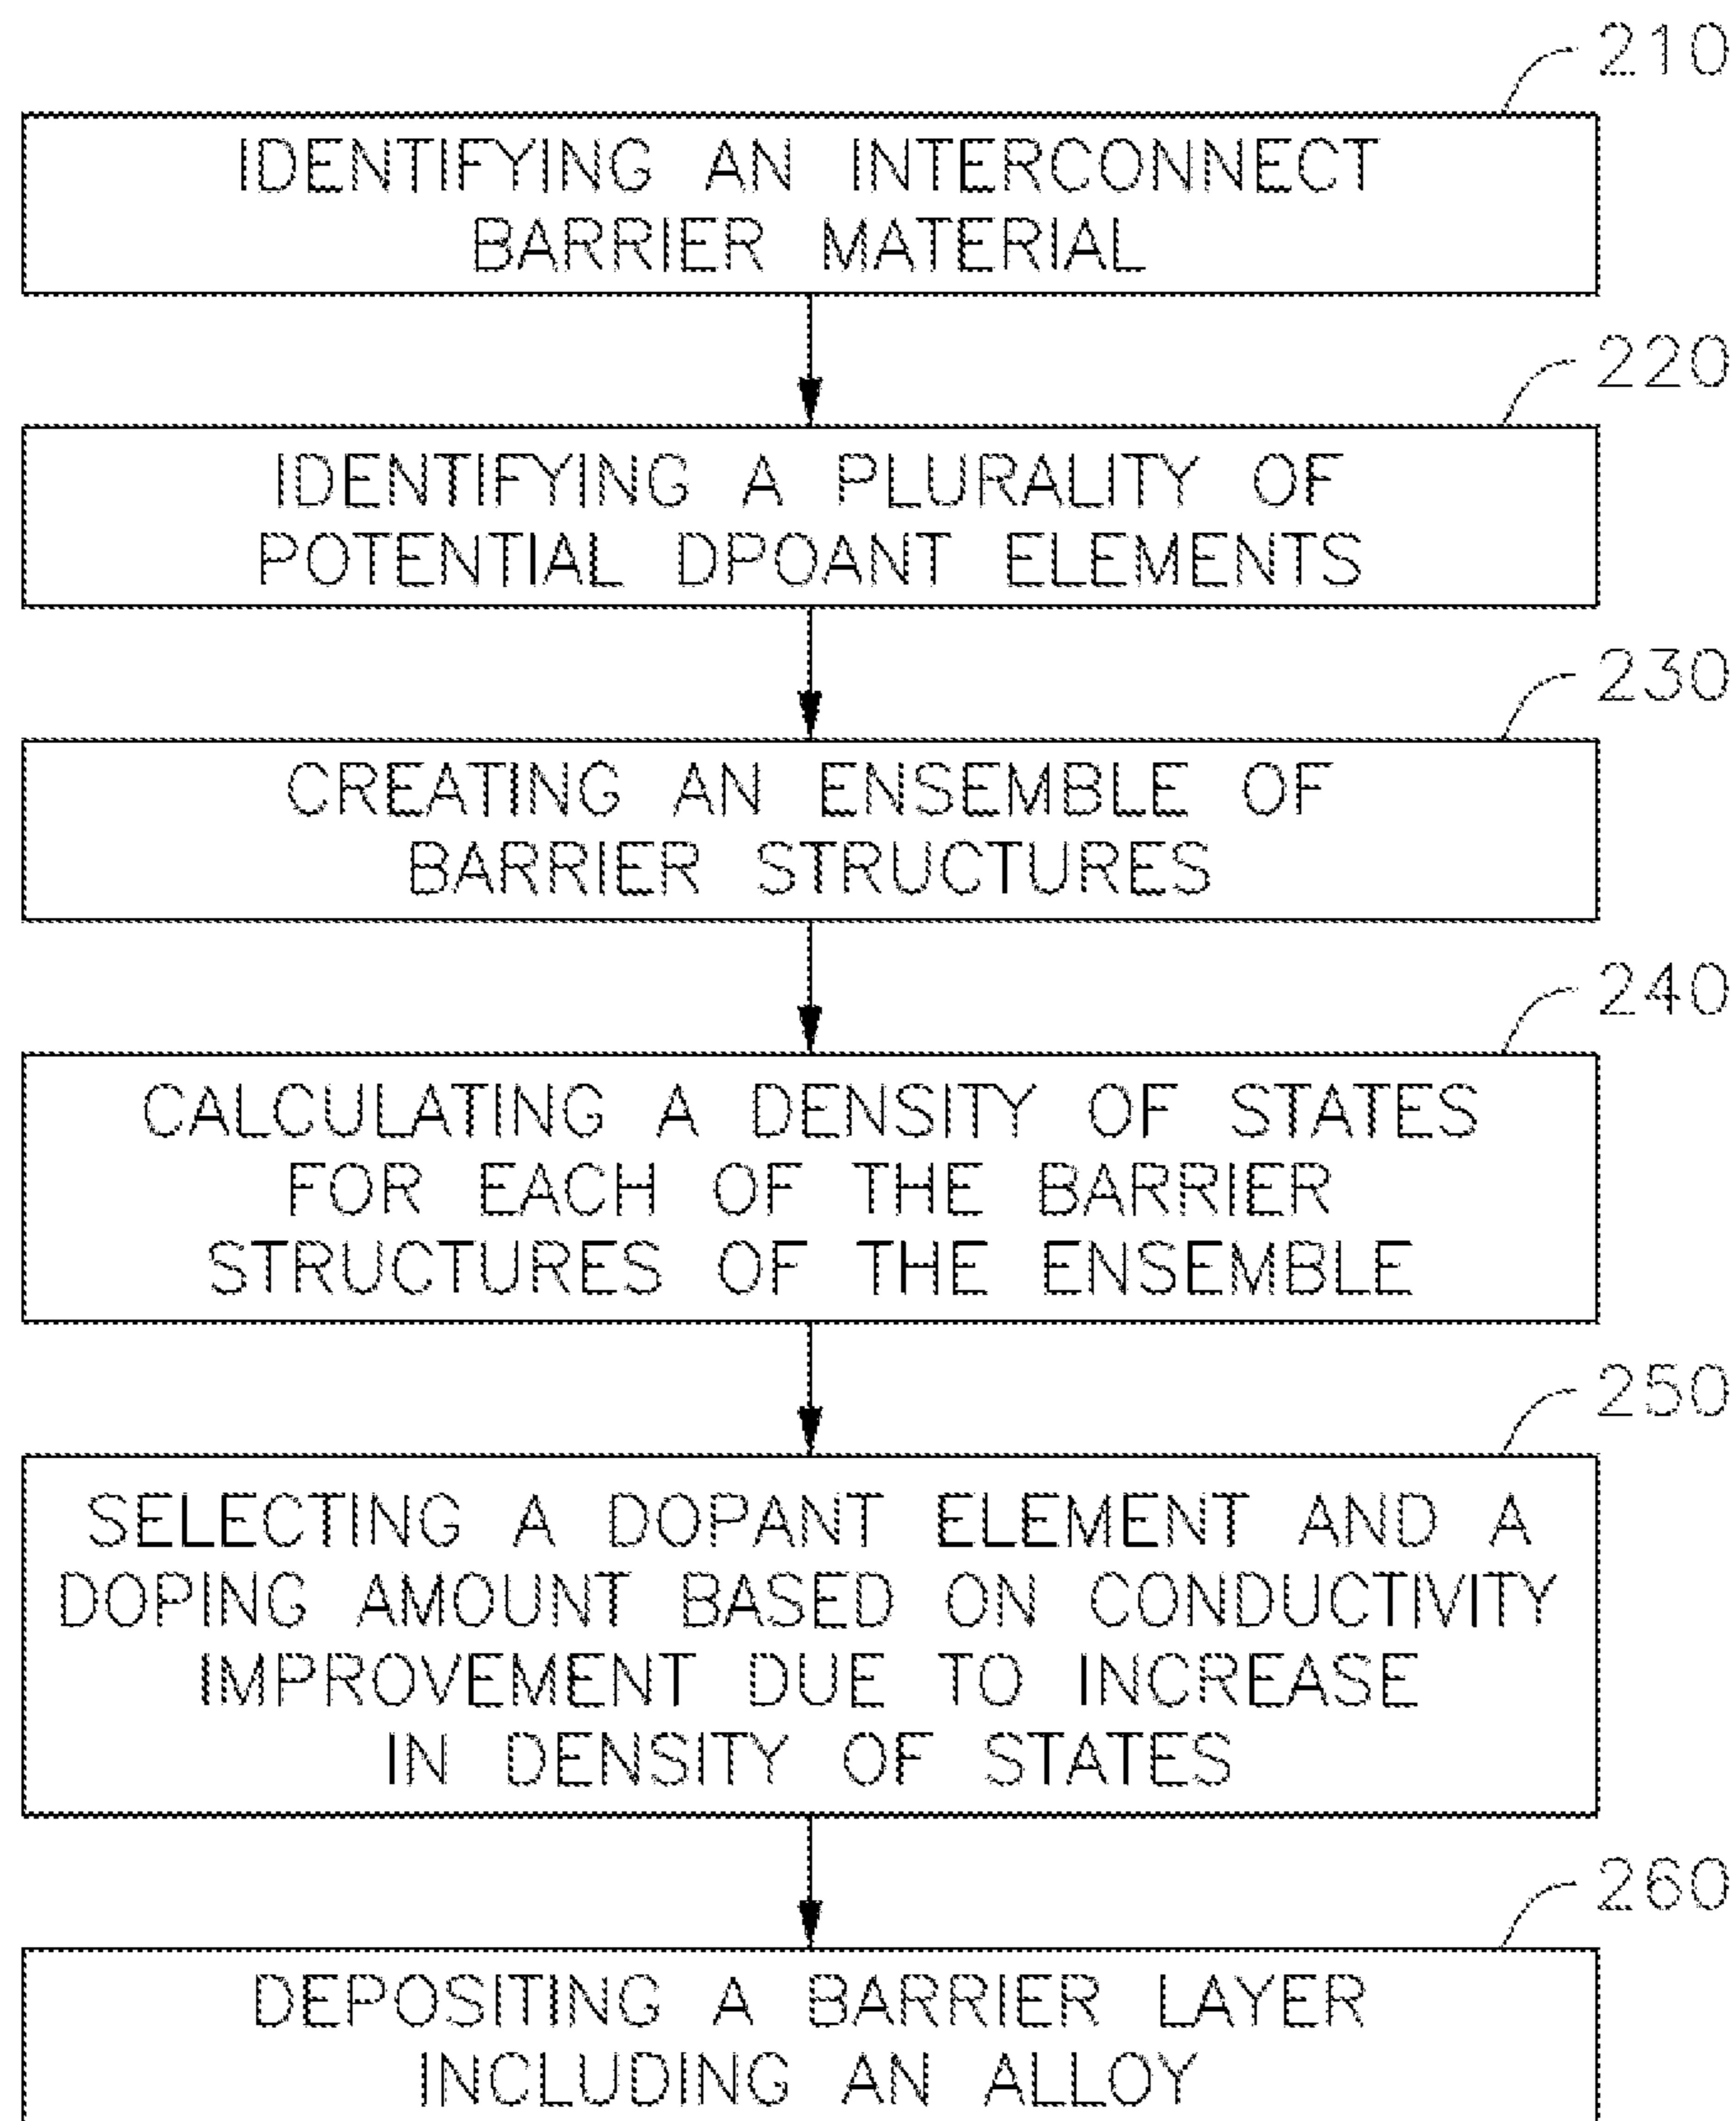 210
IDENTIFYING AN INTERCONNECT
BARRIER MATERIAL
220
IDENTIFYING A PLURALITY OF
POTENTIAL DPOANT ELEMENTS
230
CREATING AN ENSEMBLE OF
BARRIER STRUCTURES
240
CALCULATING A DENSITY OF STATES
FOR EACH OF THE BARRIER
STRUCTURES OF THE ENSEMBLE
250
SELECTING A DOPANT ELEMENT AND A
DOPING AMOUNT BASED ON CONDUCTIVITY
IMPROVEMENT DUE TO INCREASE
IN DENSITY OF STATES
260
DEPOSITING A BARRIER LAYER
INCLUDING AN ALLOY